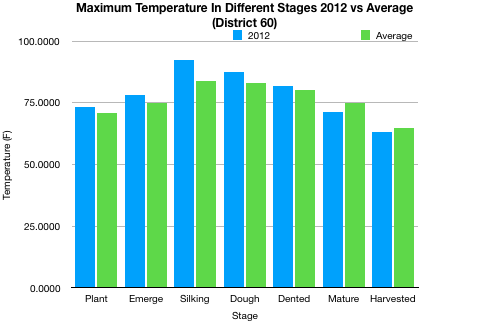 Maximum Temperature In Different Stages 2012 vs Average
(District 60)
2012 Average
100.0000
75.0000
50.0000
25.0000
0.0000
Temperature (F)
Plant Emerge Silking Dough Dented Mature Harvested
Stage